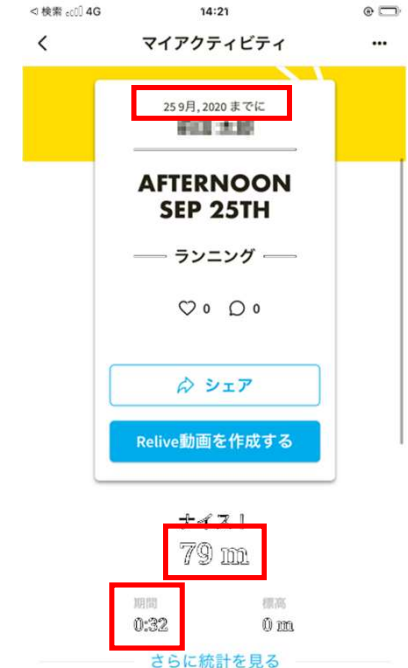 検索 4G 14:21
マイアクティビティ
25 9月, 2020 までに
AFTERNOON
SEP 25TH
ランニング
0 0
シェア
Relive動画を作成する
ナイス!
79 m
期間 標高
0:32 0 m
さらに統計を見る